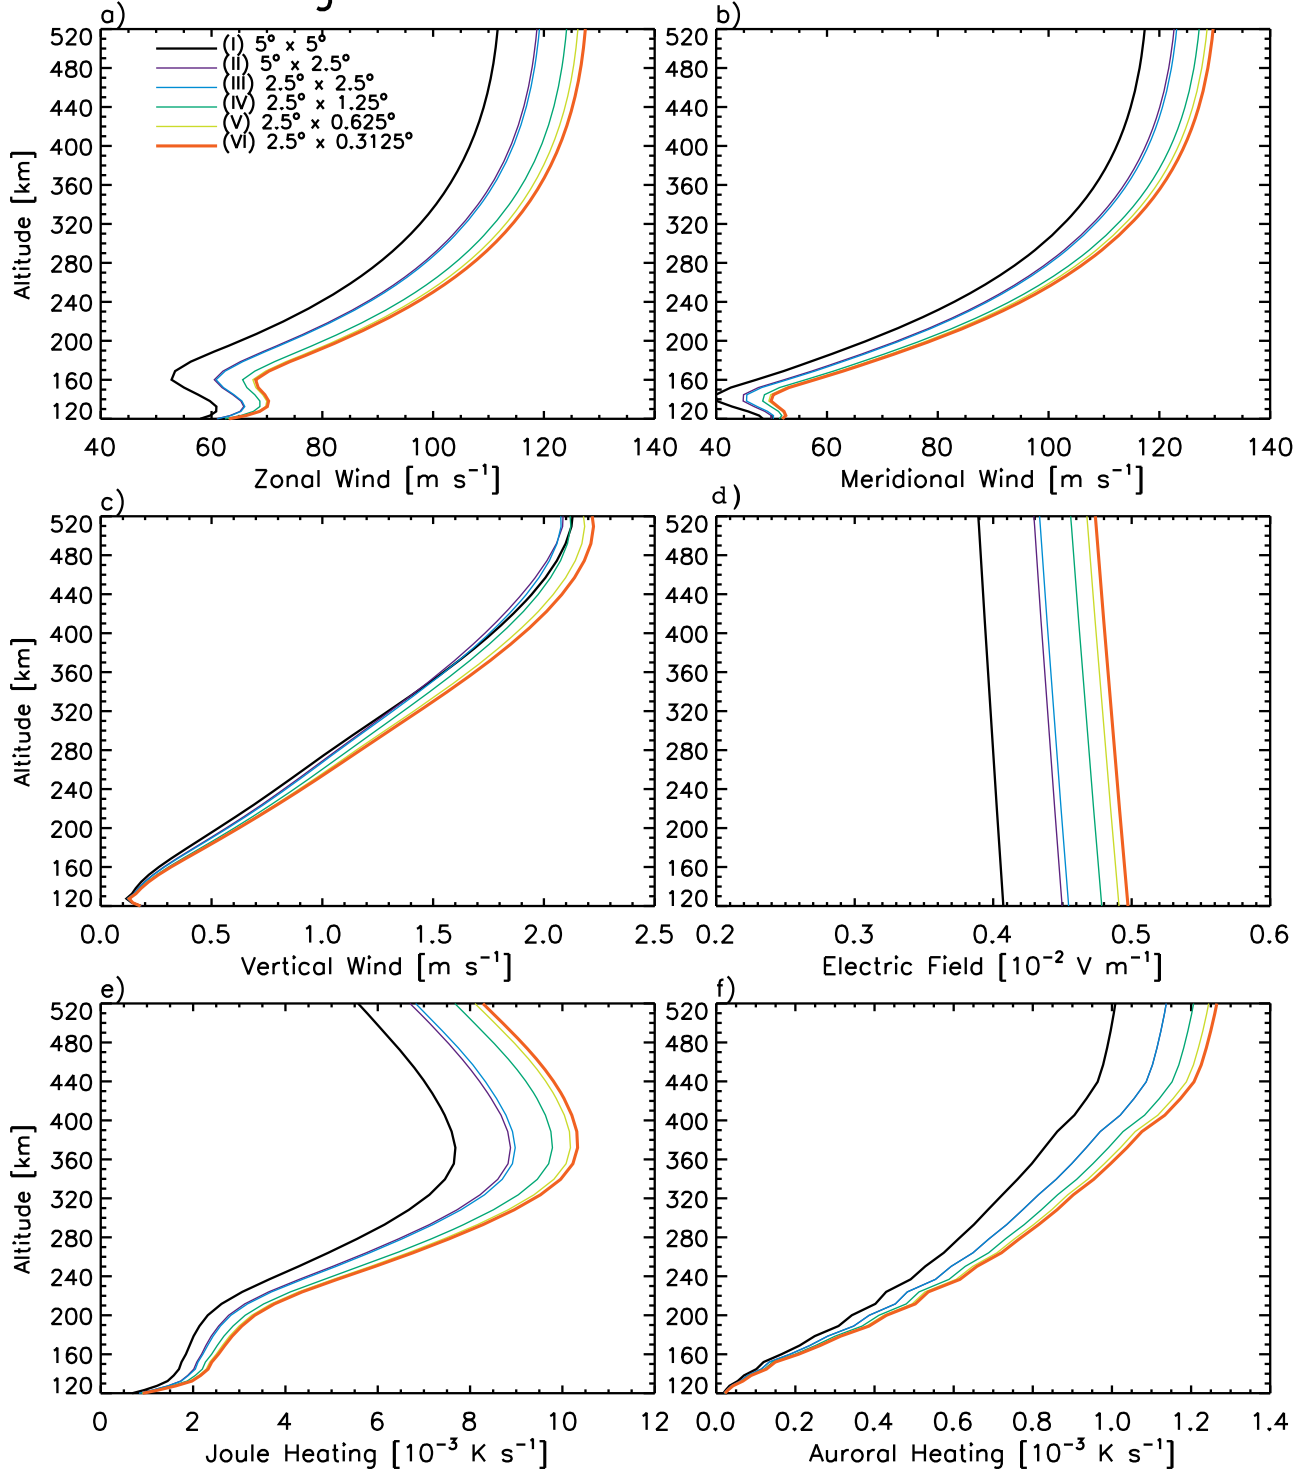 a)
520
480
440
400
360
320
280
240
200
160
120
Altitude [km]
(I) 5° x 5°
(II) 5° x 2.5°
(III) 2.5° x 2.5°
(IV) 2.5° x 1.25°
(V) 2.5° x 0.625°
(VI) 2.5° x 0.3125°
40 60 80 100 120 140
Zonal Wind [m s⁻¹]
b)
520
480
440
400
360
320
280
240
200
160
120
40 60 80 100 120 140
Meridional Wind [m s⁻¹]
c)
520
480
440
400
360
320
280
240
200
160
120
Altitude [km]
0.0 0.5 1.0 1.5 2.0 2.5
Vertical Wind [m s⁻¹]
d)
520
480
440
400
360
320
280
240
200
160
120
0.2 0.3 0.4 0.5 0.6
Electric Field [10⁻² V m⁻¹]
e)
520
480
440
400
360
320
280
240
200
160
120
Altitude [km]
0 2 4 6 8 10 12
Joule Heating [10⁻³ K s⁻¹]
f)
520
480
440
400
360
320
280
240
200
160
120
0.0 0.2 0.4 0.6 0.8 1.0 1.2 1.4
Auroral Heating [10⁻³ K s⁻¹]